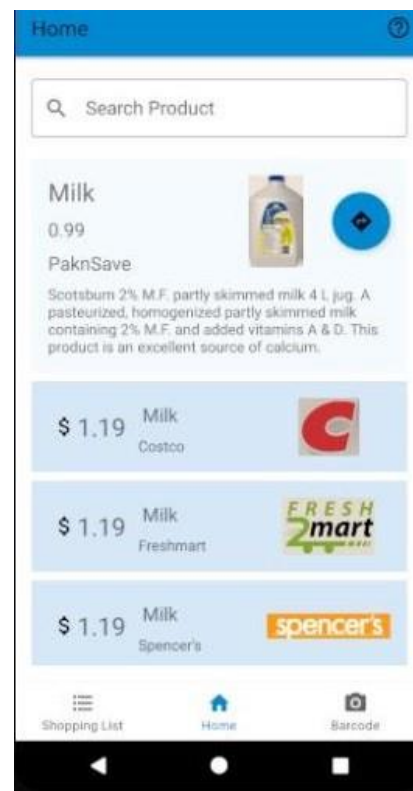 Home
Search Product
Milk
0.99
PaknSave
Scotsburn 2% M.F. partly skimmed milk 4 L jug. A
pasteurized, homogenized partly skimmed milk
containing 2% M.F. and added vitamins A & D. This
product is an excellent source of calcium.
$ 1.19 Milk
Costco
C
$ 1.19 Milk
Freshmart
FRESH
2mart
$ 1.19 Milk
Spencer's
spencer's
Shopping List Home Barcode